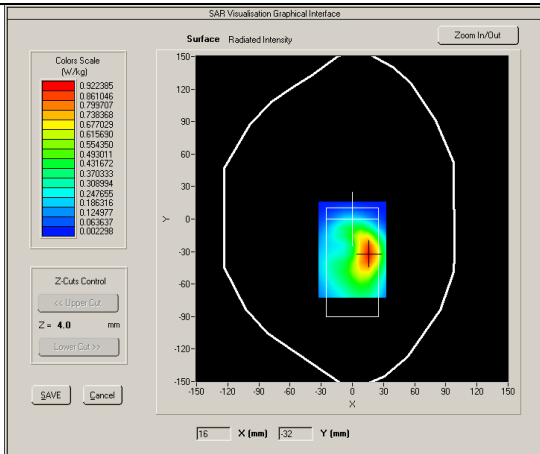 SAR Visualisation Graphical Interface
Surface Radiated Intensity
Zoom In/Out
Colors Scale
(W/kg)
0.922385
0.861046
0.799707
0.738368
0.677029
0.615690
0.554350
0.493011
0.431672
0.370333
0.308994
0.247655
0.186316
0.124977
0.063637
0.002298
Z-Cuts Control
<< Upper Cut
Z = 4.0 mm
Lower Cut >>
SAVE Cancel
150
120
90
60
30
0
-30
-60
-90
-120
-150
Y
-150 -120 -90 -60 -30 0 30 60 90 120 150
X
16 X (mm) -32 Y (mm)